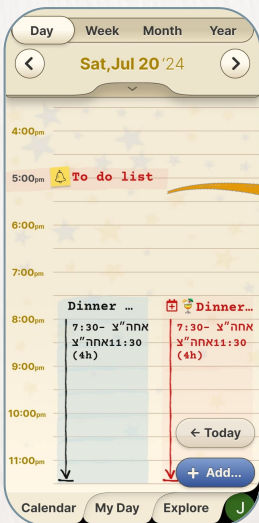 Day Week Month Year
Sat,Jul 20 '24
4:00pm
5:00pm To do list
6:00pm
7:00pm
Dinner … Dinner…
8:00pm
7:30- אחה”צ
11:30אחה”צ
(4h)
7:30- אחה”צ
11:30אחה”צ
(4h)
9:00pm
10:00pm
← Today
11:00pm
+ Add...
Calendar My Day Explore J